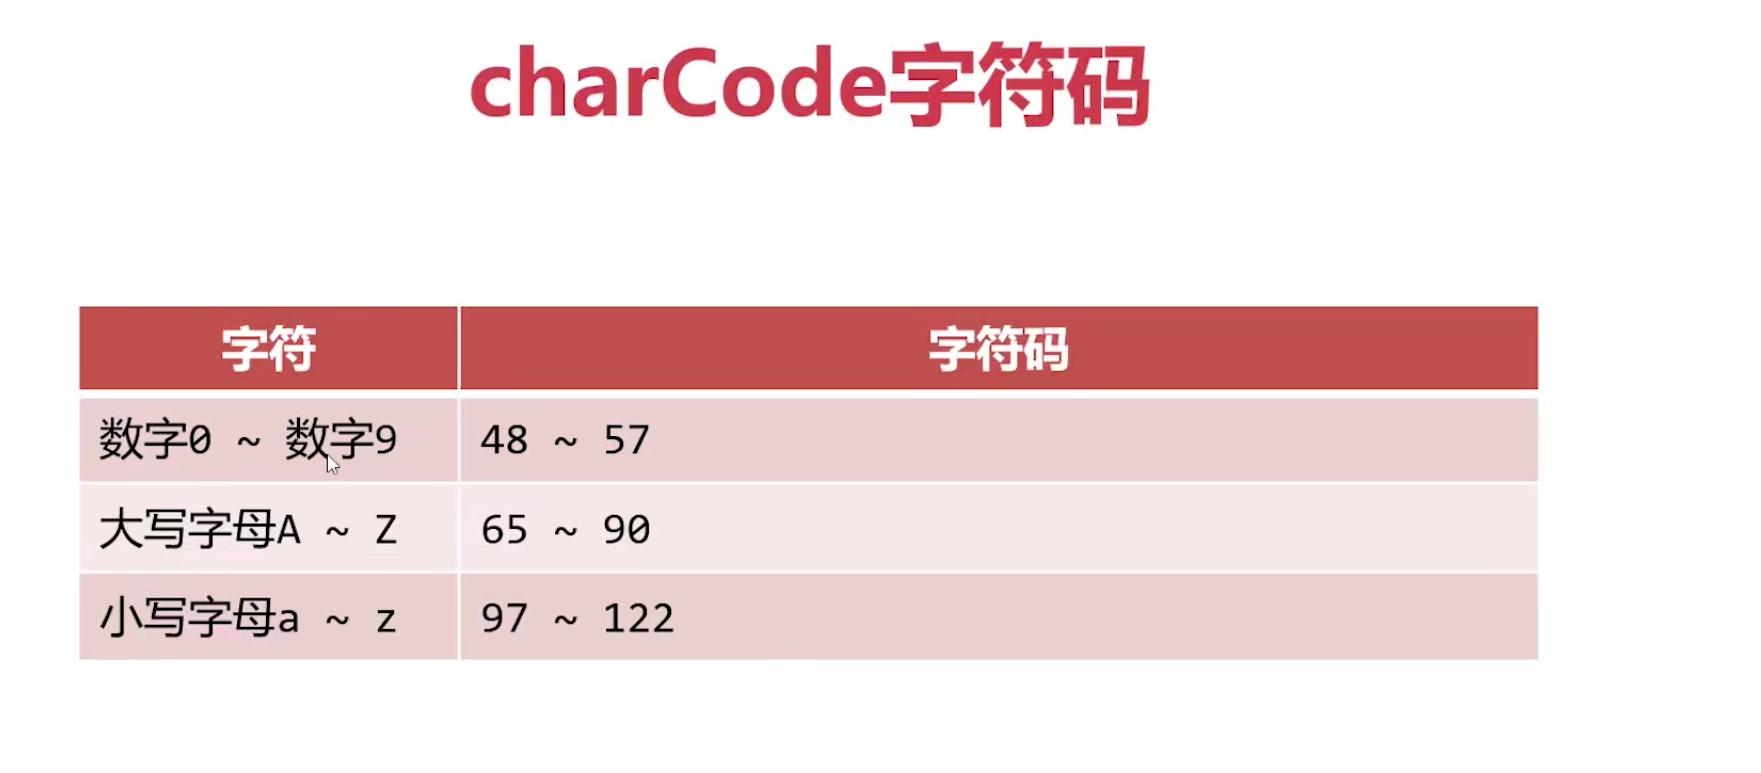 charCode字符码
字符 字符码
数字0 ~ 数字9 48 ~ 57
大写字母A ~ Z 65 ~ 90
小写字母a ~ z 97 ~ 122